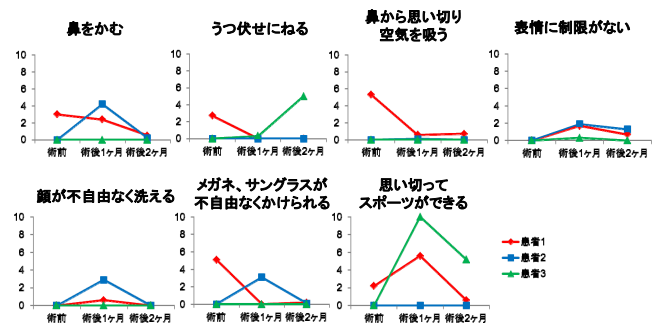 鼻をかむ
うつ伏せにねる
鼻から思い切り
空気を吸う
表情に制限がない
10
8
6
4
2
0
術前 術後1ヶ月 術後2ヶ月
10
8
6
4
2
0
術前 術後1ヶ月 術後2ヶ月
10
8
6
4
2
0
術前 術後1ヶ月 術後2ヶ月
10
8
6
4
2
0
術前 術後1ヶ月 術後2ヶ月
顔が不自由なく洗える
メガネ、サングラスが
不自由なくかけられる
思い切って
スポーツができる
10
8
6
4
2
0
術前 術後1ヶ月 術後2ヶ月
10
8
6
4
2
0
術前 術後1ヶ月 術後2ヶ月
10
8
6
4
2
0
術前 術後1ヶ月 術後2ヶ月
患者1
患者2
患者3